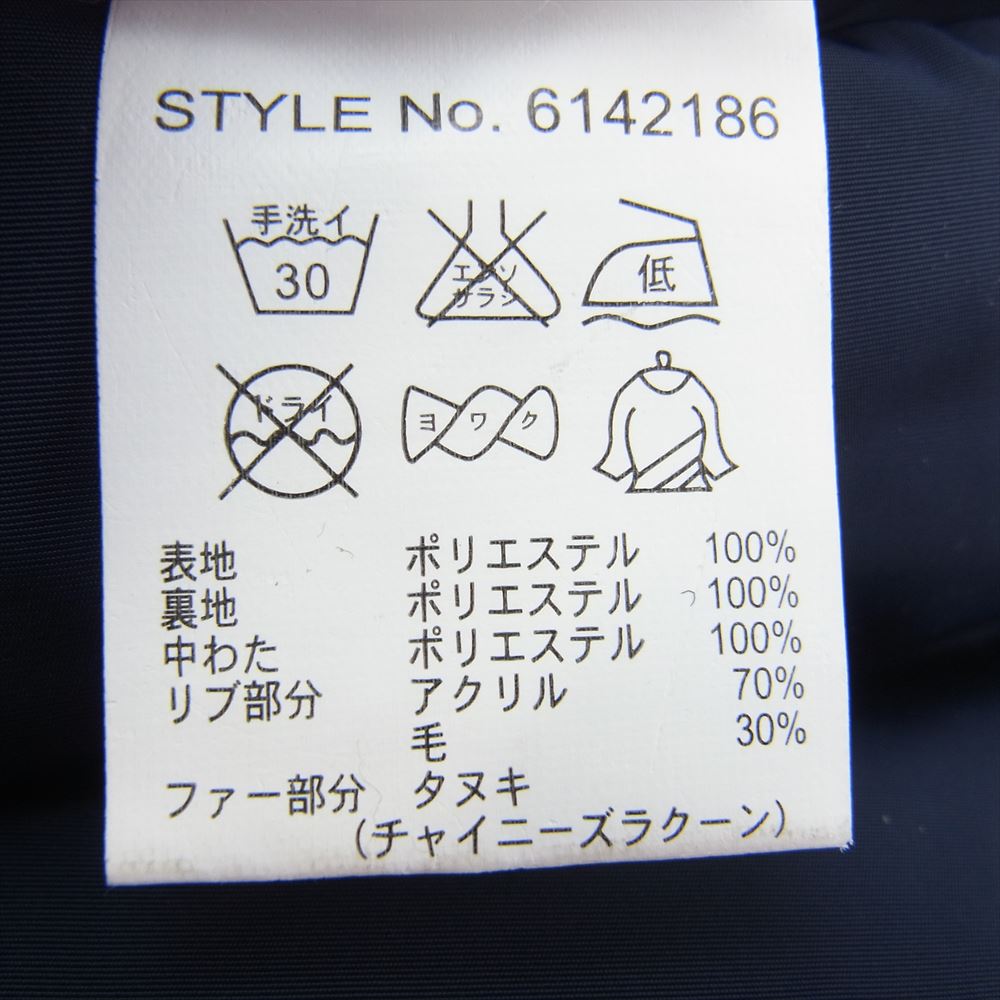 STYLE No. 6142186
手洗イ
30
エンソ
サラシ
低
ドライ
ヨワク
表地 ポリエステル 100%
裏地 ポリエステル 100%
中わた ポリエステル 100%
リブ部分 アクリル 70%
毛 30%
ファー部分 タヌキ
(チャイニーズラクーン)